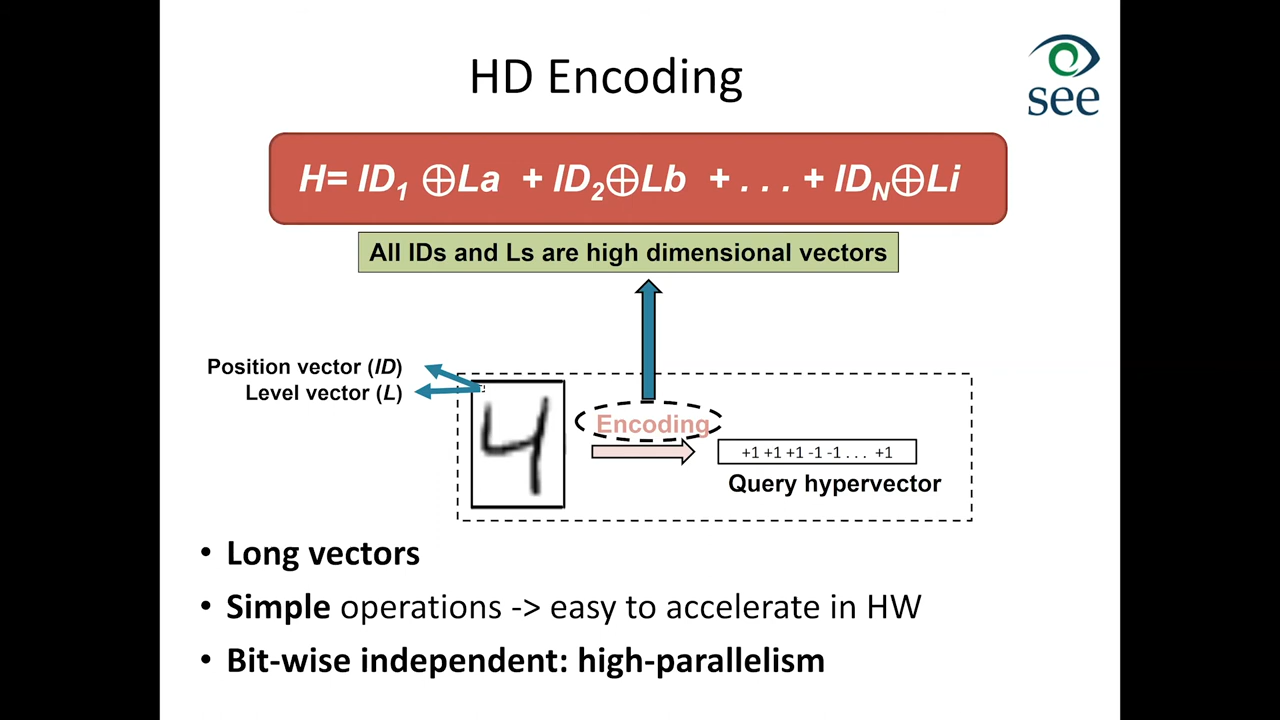 HD Encoding
see
H= ID1 ⊕La + ID2⊕Lb + . . . + IDN⊕Li
All IDs and Ls are high dimensional vectors
Position vector (ID)
Level vector (L)
4
Encoding
+1 +1 +1 -1 -1 . . . +1
Query hypervector
• Long vectors
• Simple operations -> easy to accelerate in HW
• Bit-wise independent: high-parallelism